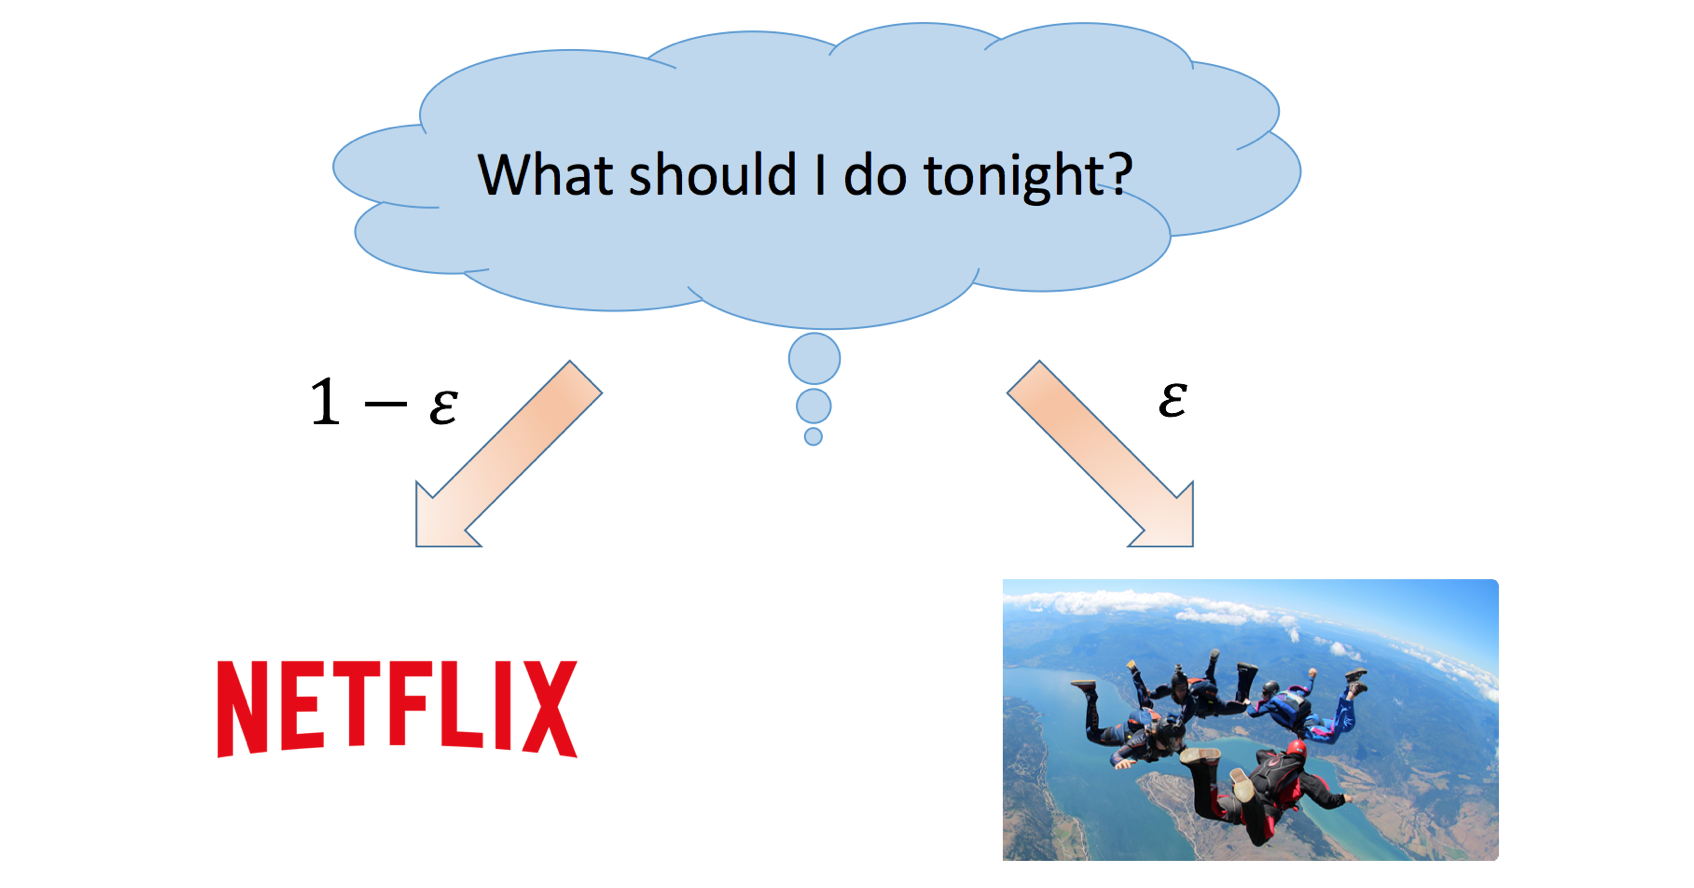 What should I do tonight?
1 − ε
ε
NETFLIX